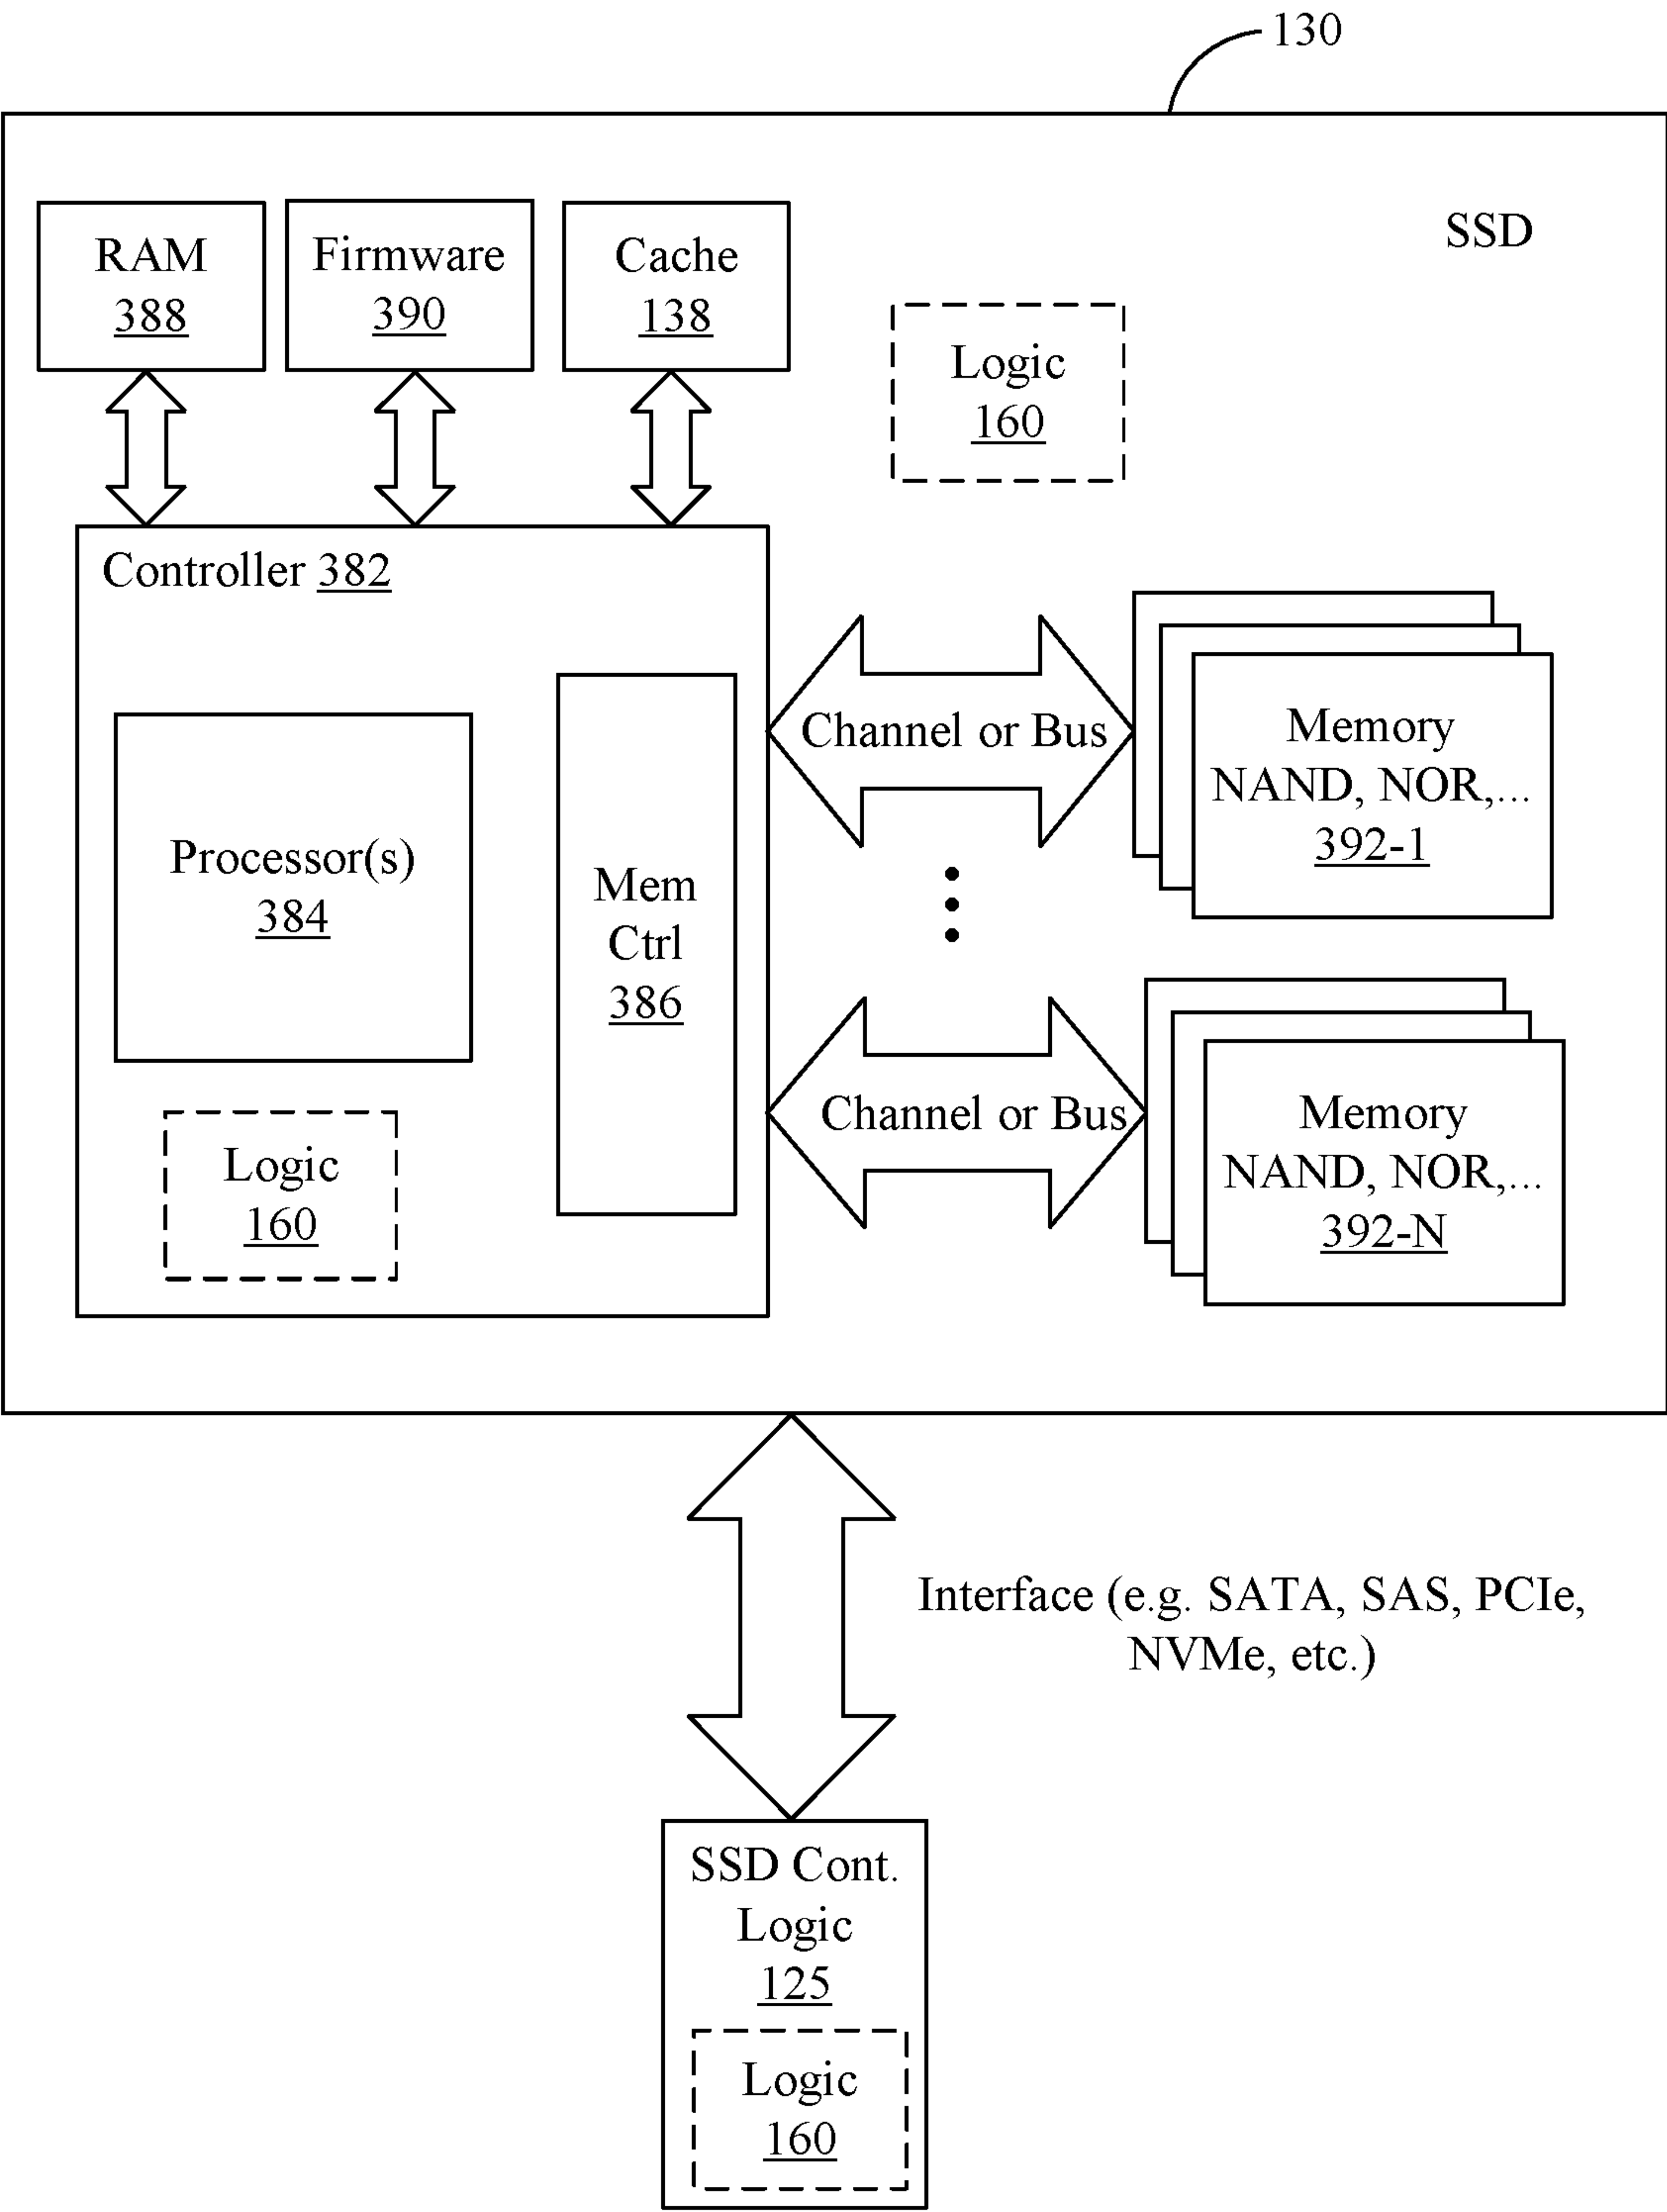 130
SSD
RAM
388
Firmware
390
Cache
138
Logic
160
Controller 382
Processor(s)
384
Mem
Ctrl
386
Logic
160
Channel or Bus
Memory
NAND, NOR,...
392-1
Channel or Bus
Memory
NAND, NOR,...
392-N
Interface (e.g. SATA, SAS, PCIe,
NVMe, etc.)
SSD Cont.
Logic
125
Logic
160